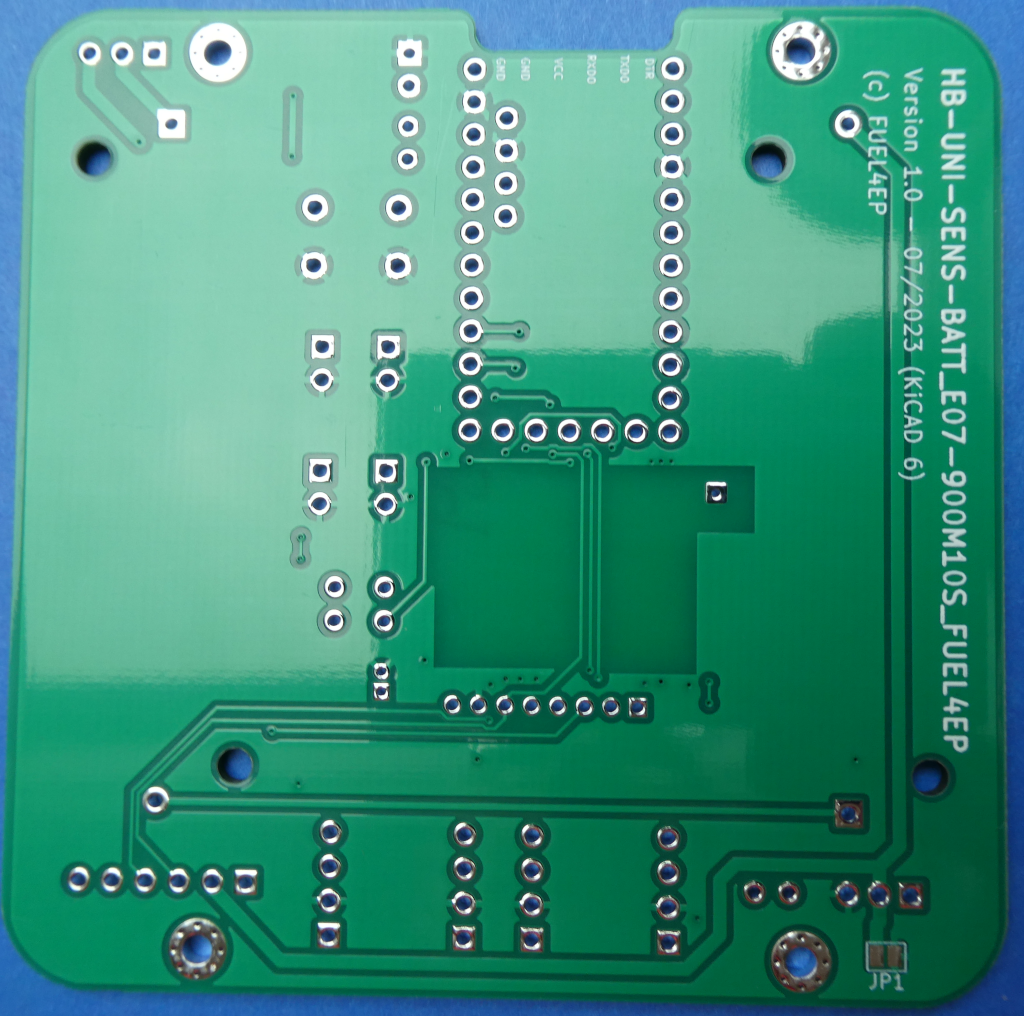 HB-UNI-SENS-BATT_E07-900M10S_FUEL4EP
Version 1.0 - 07/2023 (KiCAD 6)
(c) FUEL4EP
GND
GND
VCC
RXDO
TXDO
DTR
JP1